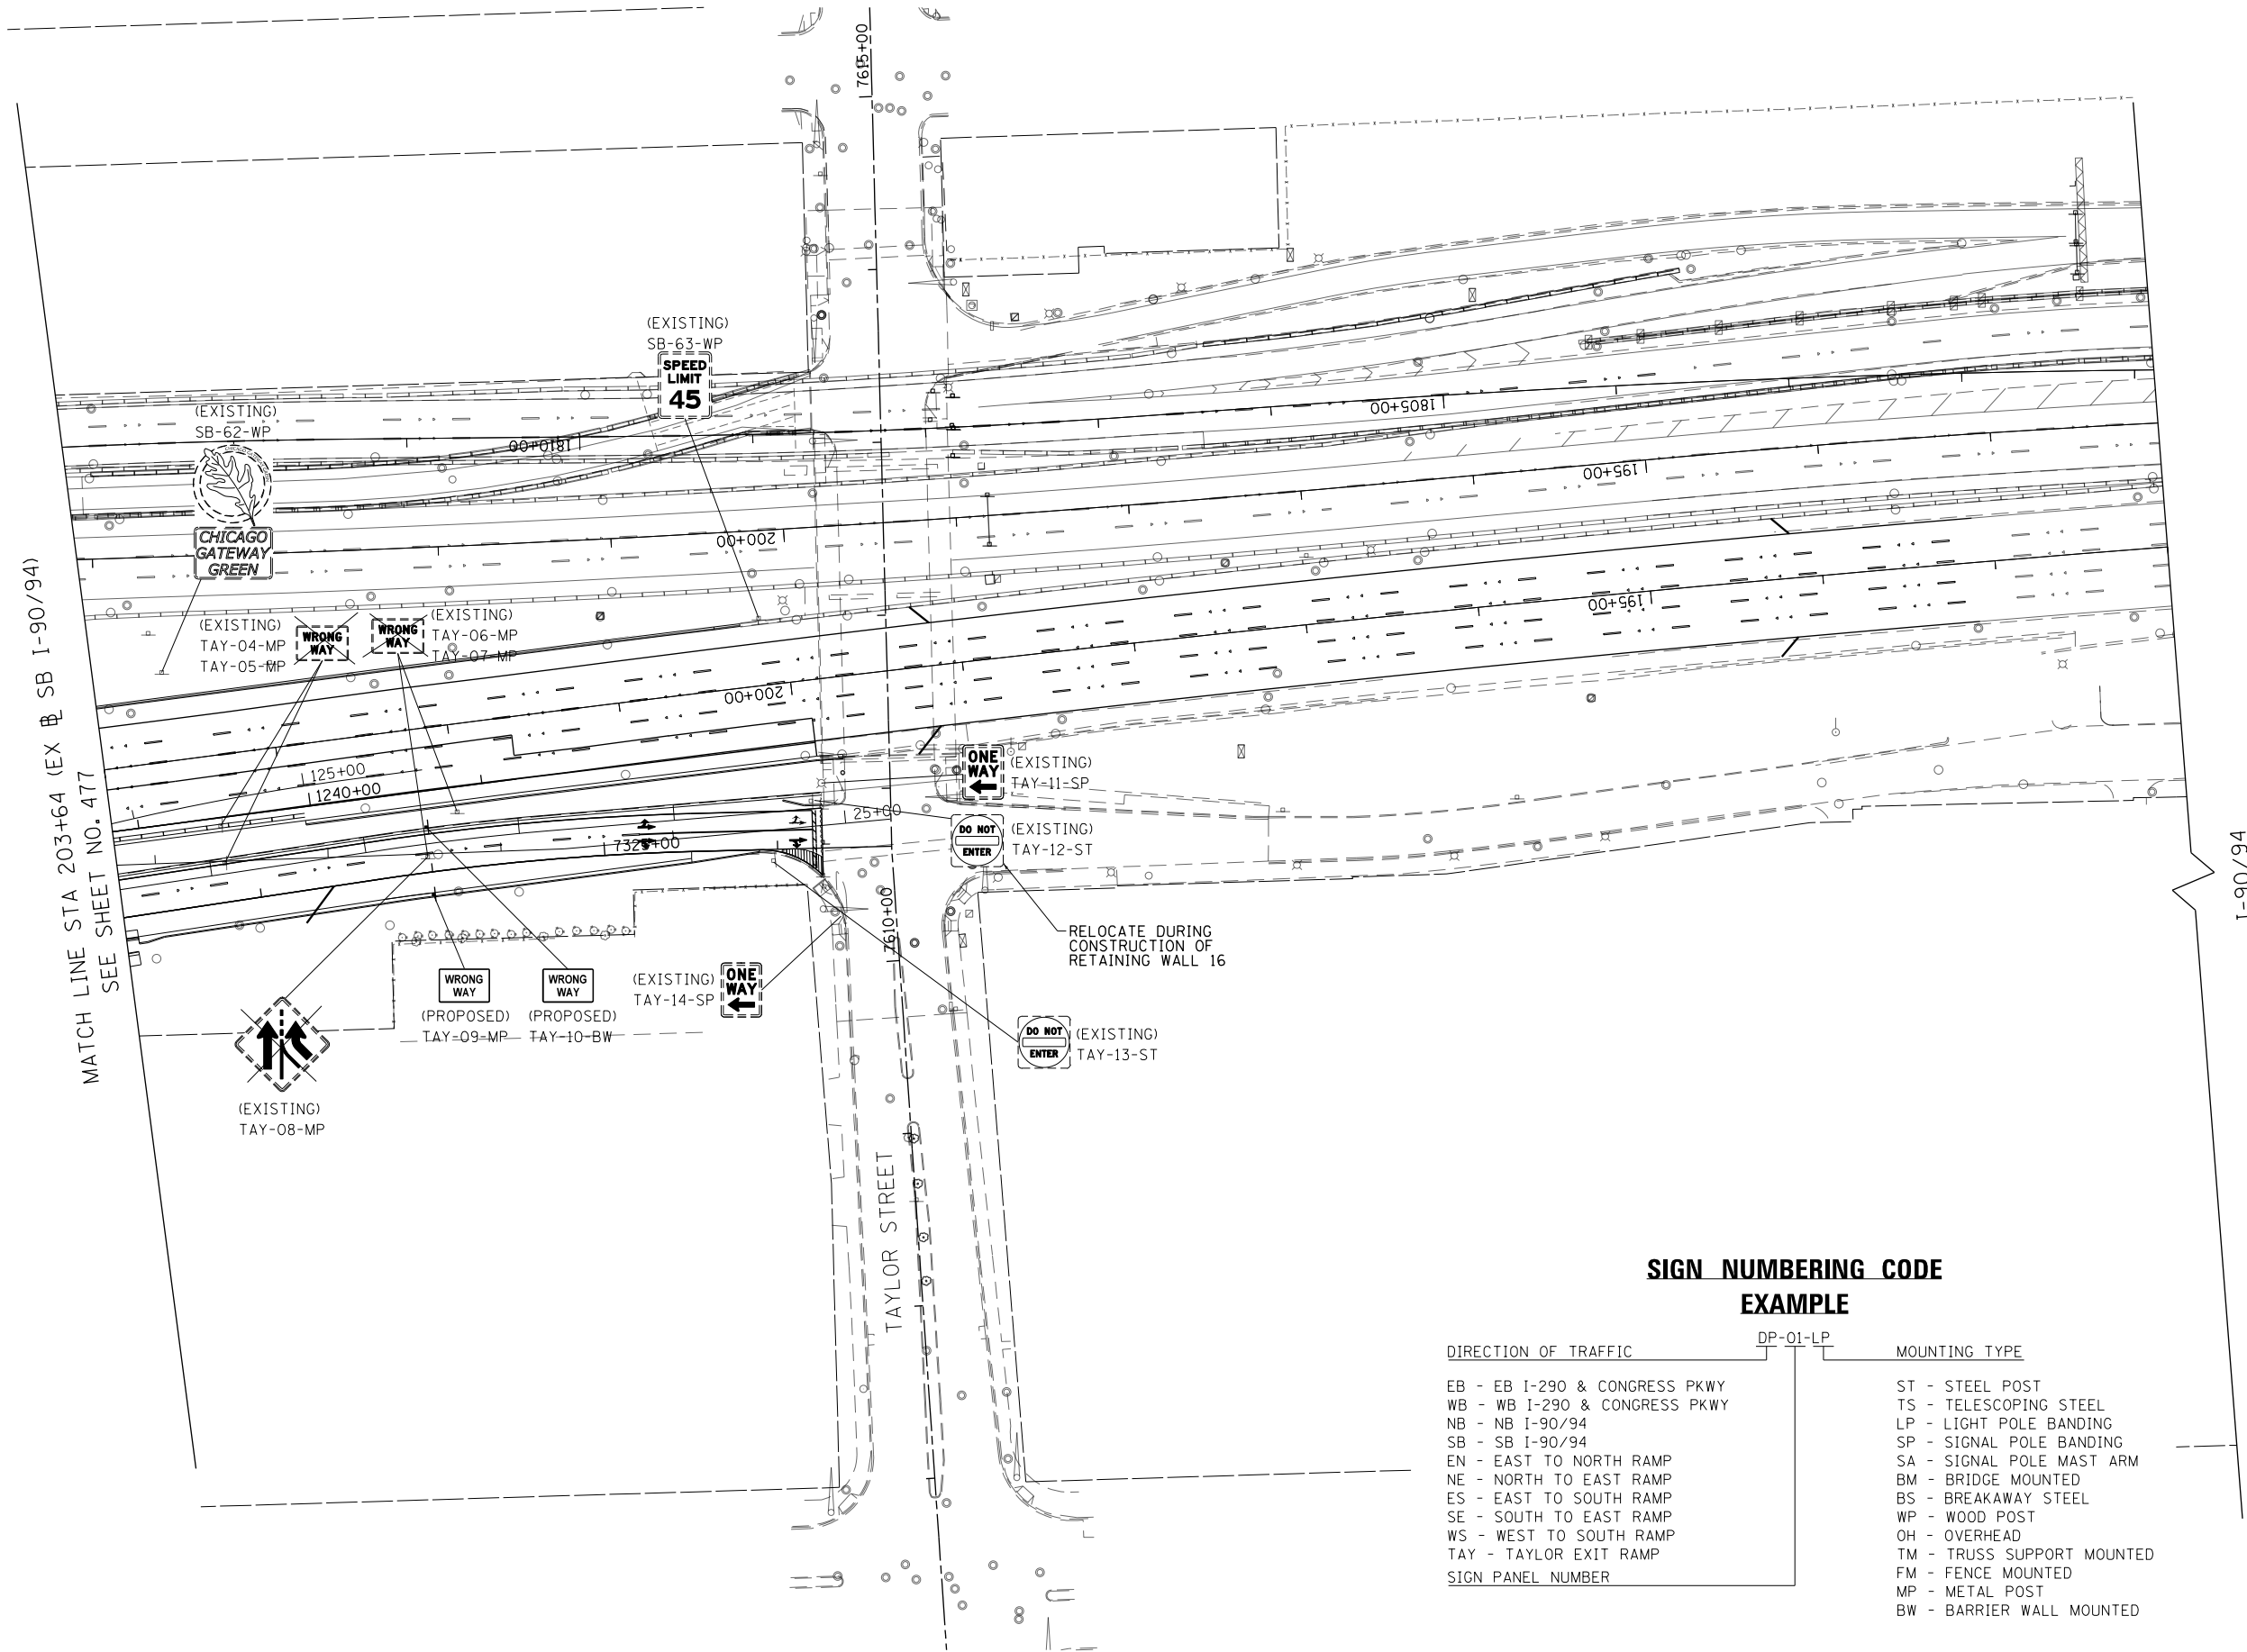 7615+00
(EXISTING)
SB-63-WP
SPEED
LIMIT
45
(EXISTING)
SB-62-WP
CHICAGO
GATEWAY
GREEN
1810+00
1805+00
195+00
200+00
195+00
200+00
(EXISTING)
TAY-04-MP
TAY-05-MP
WRONG
WAY
WRONG
WAY
(EXISTING)
TAY-06-MP
TAY-07-MP
MATCH LINE STA 203+64 (EX B SB I-90/94)
SEE SHEET NO. 477
125+00
1240+00
7325+00
25+00
ONE
WAY
(EXISTING)
TAY-11-SP
DO NOT
ENTER
(EXISTING)
TAY-12-ST
RELOCATE DURING
CONSTRUCTION OF
RETAINING WALL 16
7610+00
I-90/94
WRONG
WAY
(PROPOSED)
TAY-09-MP
WRONG
WAY
(PROPOSED)
TAY-10-BW
(EXISTING)
TAY-14-SP
ONE
WAY
DO NOT
ENTER
(EXISTING)
TAY-13-ST
(EXISTING)
TAY-08-MP
TAYLOR STREET
SIGN NUMBERING CODE
EXAMPLE
DP-01-LP
DIRECTION OF TRAFFIC
EB - EB I-290 & CONGRESS PKWY
WB - WB I-290 & CONGRESS PKWY
NB - NB I-90/94
SB - SB I-90/94
EN - EAST TO NORTH RAMP
NE - NORTH TO EAST RAMP
ES - EAST TO SOUTH RAMP
SE - SOUTH TO EAST RAMP
WS - WEST TO SOUTH RAMP
TAY - TAYLOR EXIT RAMP
SIGN PANEL NUMBER
MOUNTING TYPE
ST - STEEL POST
TS - TELESCOPING STEEL
LP - LIGHT POLE BANDING
SP - SIGNAL POLE BANDING
SA - SIGNAL POLE MAST ARM
BM - BRIDGE MOUNTED
BS - BREAKAWAY STEEL
WP - WOOD POST
OH - OVERHEAD
TM - TRUSS SUPPORT MOUNTED
FM - FENCE MOUNTED
MP - METAL POST
BW - BARRIER WALL MOUNTED